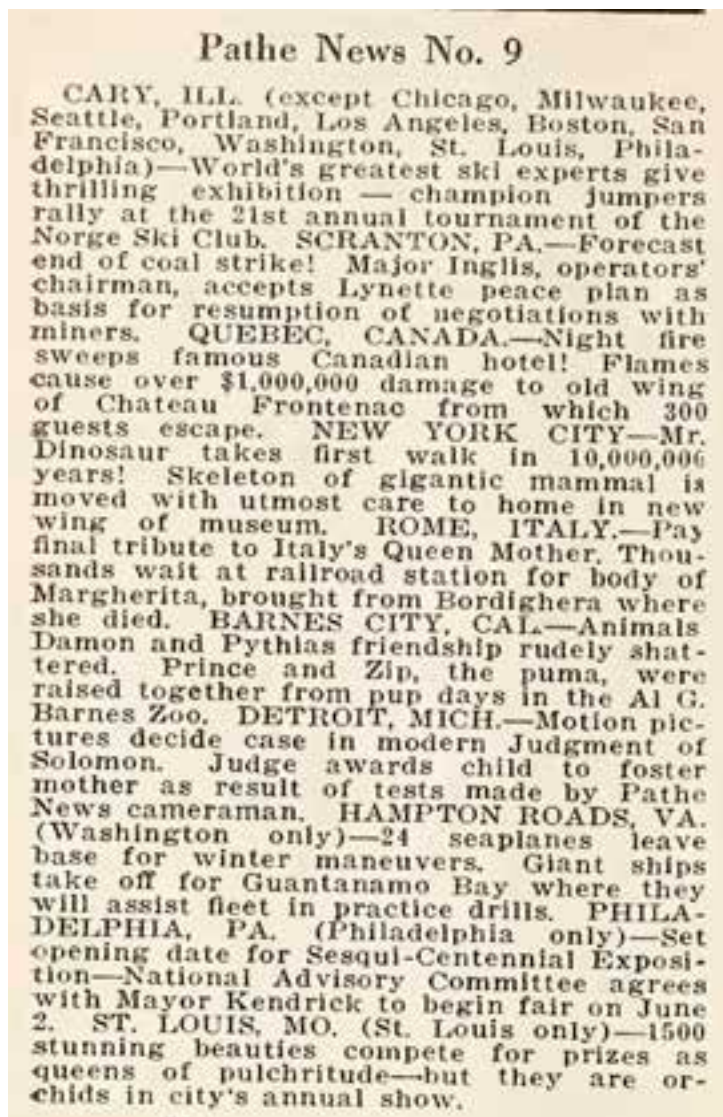 Pathe News No. 9
CARY, ILL. (except Chicago, Milwaukee,
Seattle, Portland, Los Angeles, Boston, San
Francisco, Washington, St. Louis, Phila-
delphia)—World's greatest ski experts give
thrilling exhibition — champion jumpers
rally at the 21st annual tournament of the
Norge Ski Club. SCRANTON, PA.—Forecast
end of coal strike! Major Inglis, operators'
chairman, accepts Lynette peace plan as
basis for resumption of negotiations with
miners. QUEBEC, CANADA.—Night fire
sweeps famous Canadian hotel! Flames
cause over $1,000,000 damage to old wing
of Chateau Frontenac from which 300
guests escape. NEW YORK CITY—Mr.
Dinosaur takes first walk in 10,000,000
years! Skeleton of gigantic mammal is
moved with utmost care to home in new
wing of museum. ROME, ITALY.—Pay
final tribute to Italy's Queen Mother. Thou-
sands wait at railroad station for body of
Margherita, brought from Bordighera where
she died. BARNES CITY, CAL.—Animals
Damon and Pythias friendship rudely shat-
tered. Prince and Zip, the puma, were
raised together from pup days in the Al G.
Barnes Zoo. DETROIT, MICH.—Motion pic-
tures decide case in modern Judgment of
Solomon. Judge awards child to foster
mother as result of tests made by Pathe
News cameraman. HAMPTON ROADS, VA.
(Washington only)—24 seaplanes leave
base for winter maneuvers. Giant ships
take off for Guantanamo Bay where they
will assist fleet in practice drills. PHILA-
DELPHIA, PA. (Philadelphia only)—Set
opening date for Sesqui-Centennial Exposi-
tion—National Advisory Committee agrees
with Mayor Kendrick to begin fair on June
2. ST. LOUIS, MO. (St. Louis only)—1500
stunning beauties compete for prizes as
queens of pulchritude—but they are or-
chids in city's annual show.